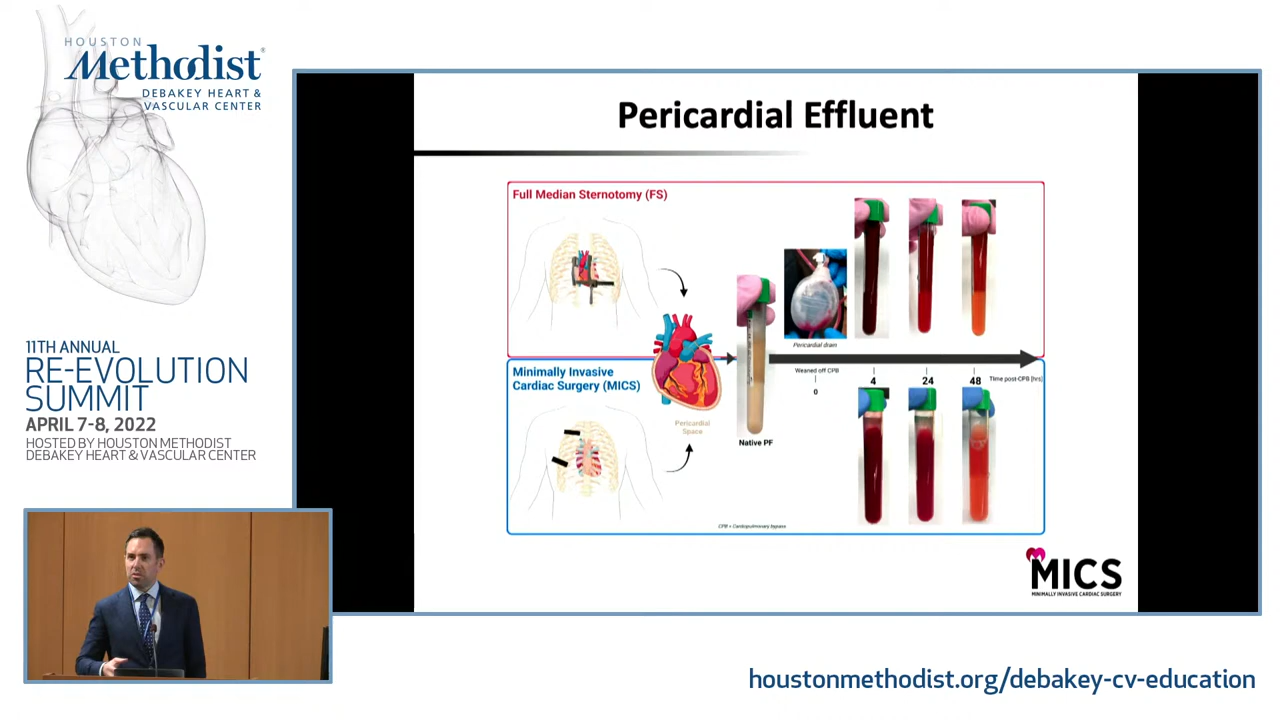 HOUSTON
Methodist®
DEBAKEY HEART &
VASCULAR CENTER
11TH ANNUAL
RE-EVOLUTION
SUMMIT
APRIL 7-8, 2022
HOSTED BY HOUSTON METHODIST
DEBAKEY HEART & VASCULAR CENTER
Pericardial Effluent
Full Median Sternotomy (FS)
Minimally Invasive
Cardiac Surgery (MICS)
Pericardial
Space
Native PF
Pericardial drain
Weaned off CPB
0
4
24
48
Time post-CPB [hrs]
CPB = Cardiopulmonary bypass
MICS
MINIMALLY INVASIVE CARDIAC SURGERY
houstonmethodist.org/debakey-cv-education